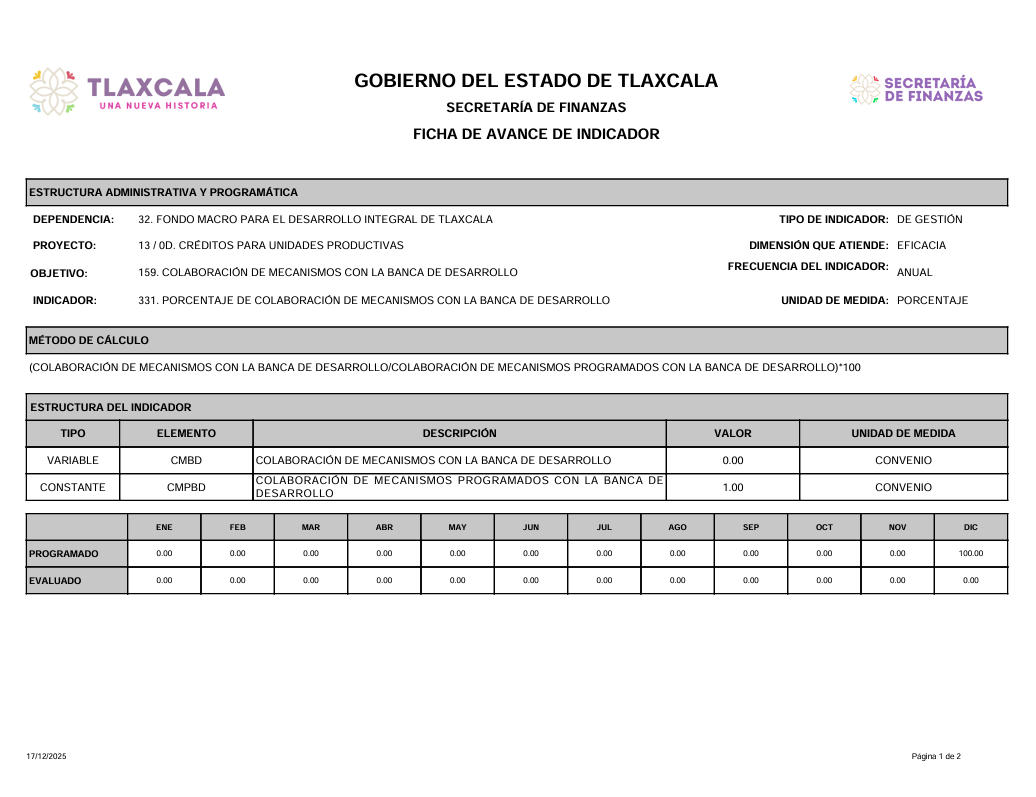 TLAXCALA
UNA NUEVA HISTORIA
GOBIERNO DEL ESTADO DE TLAXCALA
SECRETARÍA DE FINANZAS
FICHA DE AVANCE DE INDICADOR
SECRETARÍA
DE FINANZAS
ESTRUCTURA ADMINISTRATIVA Y PROGRAMÁTICA
DEPENDENCIA: 32. FONDO MACRO PARA EL DESARROLLO INTEGRAL DE TLAXCALA TIPO DE INDICADOR: DE GESTIÓN
PROYECTO: 13 / 0D. CRÉDITOS PARA UNIDADES PRODUCTIVAS DIMENSIÓN QUE ATIENDE: EFICACIA
OBJETIVO: 159. COLABORACIÓN DE MECANISMOS CON LA BANCA DE DESARROLLO FRECUENCIA DEL INDICADOR: ANUAL
INDICADOR: 331. PORCENTAJE DE COLABORACIÓN DE MECANISMOS CON LA BANCA DE DESARROLLO UNIDAD DE MEDIDA: PORCENTAJE
MÉTODO DE CÁLCULO
(COLABORACIÓN DE MECANISMOS CON LA BANCA DE DESARROLLO/COLABORACIÓN DE MECANISMOS PROGRAMADOS CON LA BANCA DE DESARROLLO)*100
ESTRUCTURA DEL INDICADOR
TIPO ELEMENTO DESCRIPCIÓN VALOR UNIDAD DE MEDIDA
VARIABLE CMBD COLABORACIÓN DE MECANISMOS CON LA BANCA DE DESARROLLO 0.00 CONVENIO
CONSTANTE CMPBD COLABORACIÓN DE MECANISMOS PROGRAMADOS CON LA BANCA DE
DESARROLLO 1.00 CONVENIO
ENE FEB MAR ABR MAY JUN JUL AGO SEP OCT NOV DIC
PROGRAMADO 0.00 0.00 0.00 0.00 0.00 0.00 0.00 0.00 0.00 0.00 0.00 100.00
EVALUADO 0.00 0.00 0.00 0.00 0.00 0.00 0.00 0.00 0.00 0.00 0.00 0.00
17/12/2025 Página 1 de 2